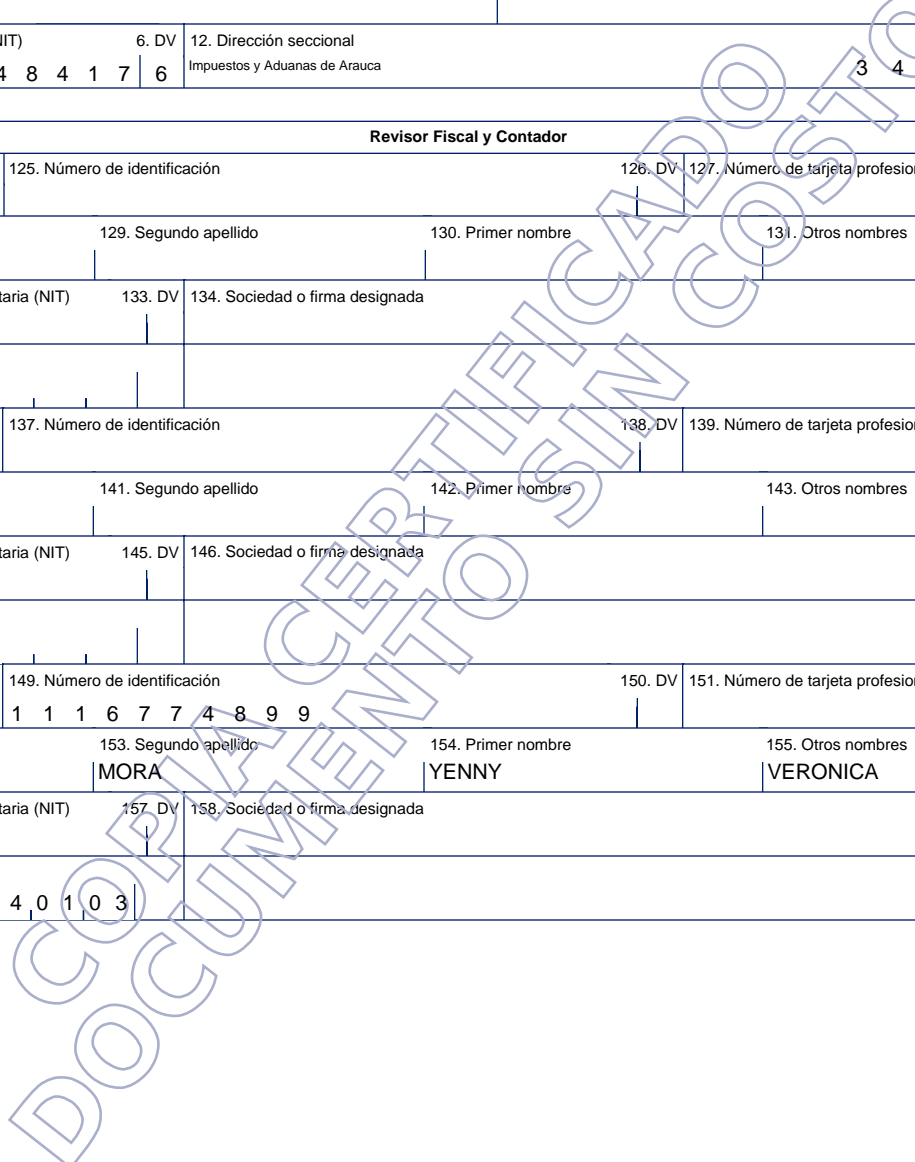 NIT) 6. DV 12. Dirección seccional
4 8 4 1 7 6 Impuestos y Aduanas de Arauca 3 4
Revisor Fiscal y Contador
125. Número de identificación 126. DV 127. Número de tarjeta profesion
129. Segundo apellido 130. Primer nombre 131. Otros nombres
taria (NIT) 133. DV 134. Sociedad o firma designada
137. Número de identificación 138. DV 139. Número de tarjeta profesion
141. Segundo apellido 142. Primer nombre 143. Otros nombres
taria (NIT) 145. DV 146. Sociedad o firma designada
149. Número de identificación 150. DV 151. Número de tarjeta profesion
1 1 1 6 7 7 4 8 9 9
153. Segundo apellido 154. Primer nombre 155. Otros nombres
MORA YENNY VERONICA
taria (NIT) 157. DV 158. Sociedad o firma designada
4 0 1 0 3
COPIA CERTIFICADO
DOCUMENTO SIN COSTO